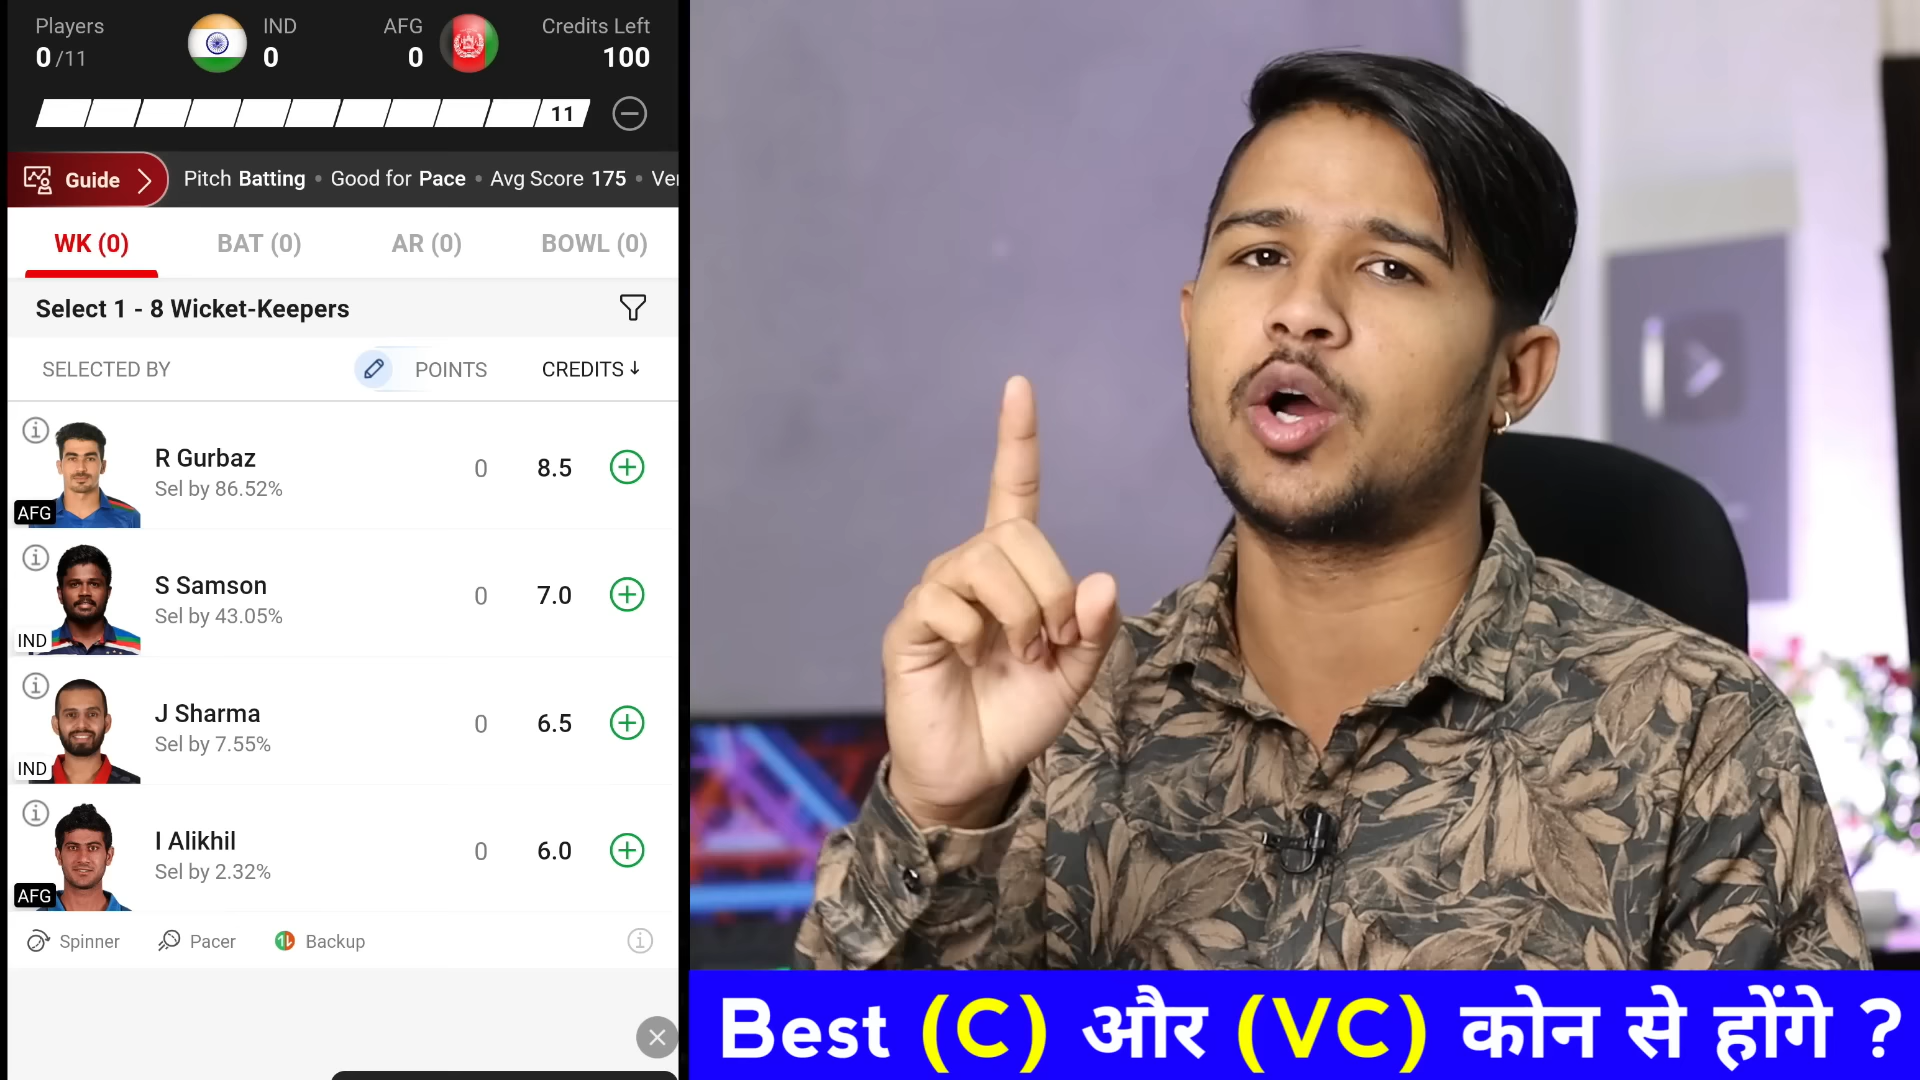 Players IND AFG Credits Left
0/11 0 0 100
11
Guide Pitch Batting • Good for Pace • Avg Score 175 •
WK (0) BAT (0) AR (0) BOWL (0)
Select 1 - 8 Wicket-Keepers
SELECTED BY POINTS CREDITS↓
R Gurbaz
Sel by 86.52%
0 8.5
AFG
S Samson
Sel by 43.05%
0 7.0
IND
J Sharma
Sel by 7.55%
0 6.5
IND
I Alikhil
Sel by 2.32%
0 6.0
AFG
Spinner Pacer Backup
Best (C) और (VC) कोन से होंगे ?